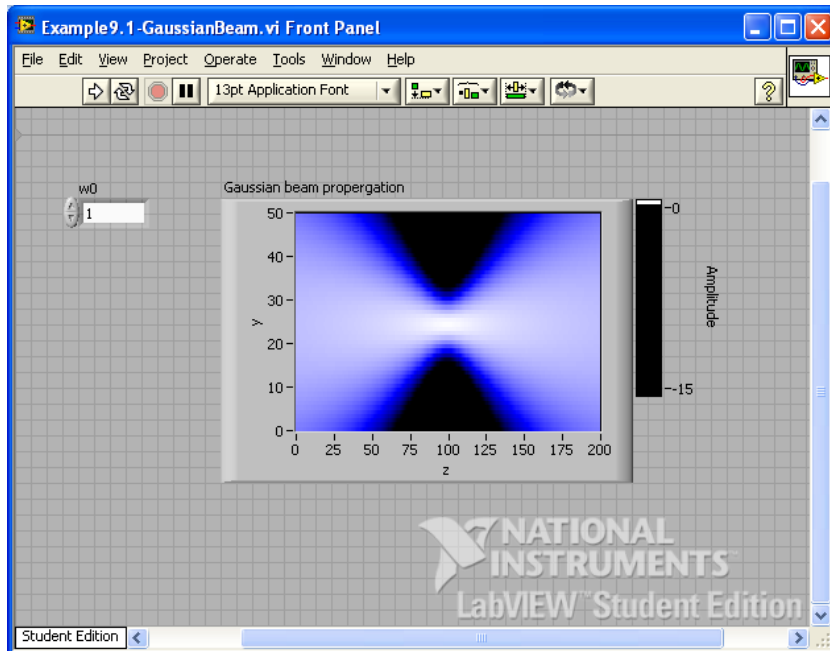 Example9.1-GaussianBeam.vi Front Panel
File Edit View Project Operate Tools Window Help
13pt Application Font
w0
1
Gaussian beam propergation
50
40
30
20
10
0
y
0 25 50 75 100 125 150 175 200
z
-0
Amplitude
--15
NATIONAL
INSTRUMENTS
LabVIEW™ Student Edition
Student Edition